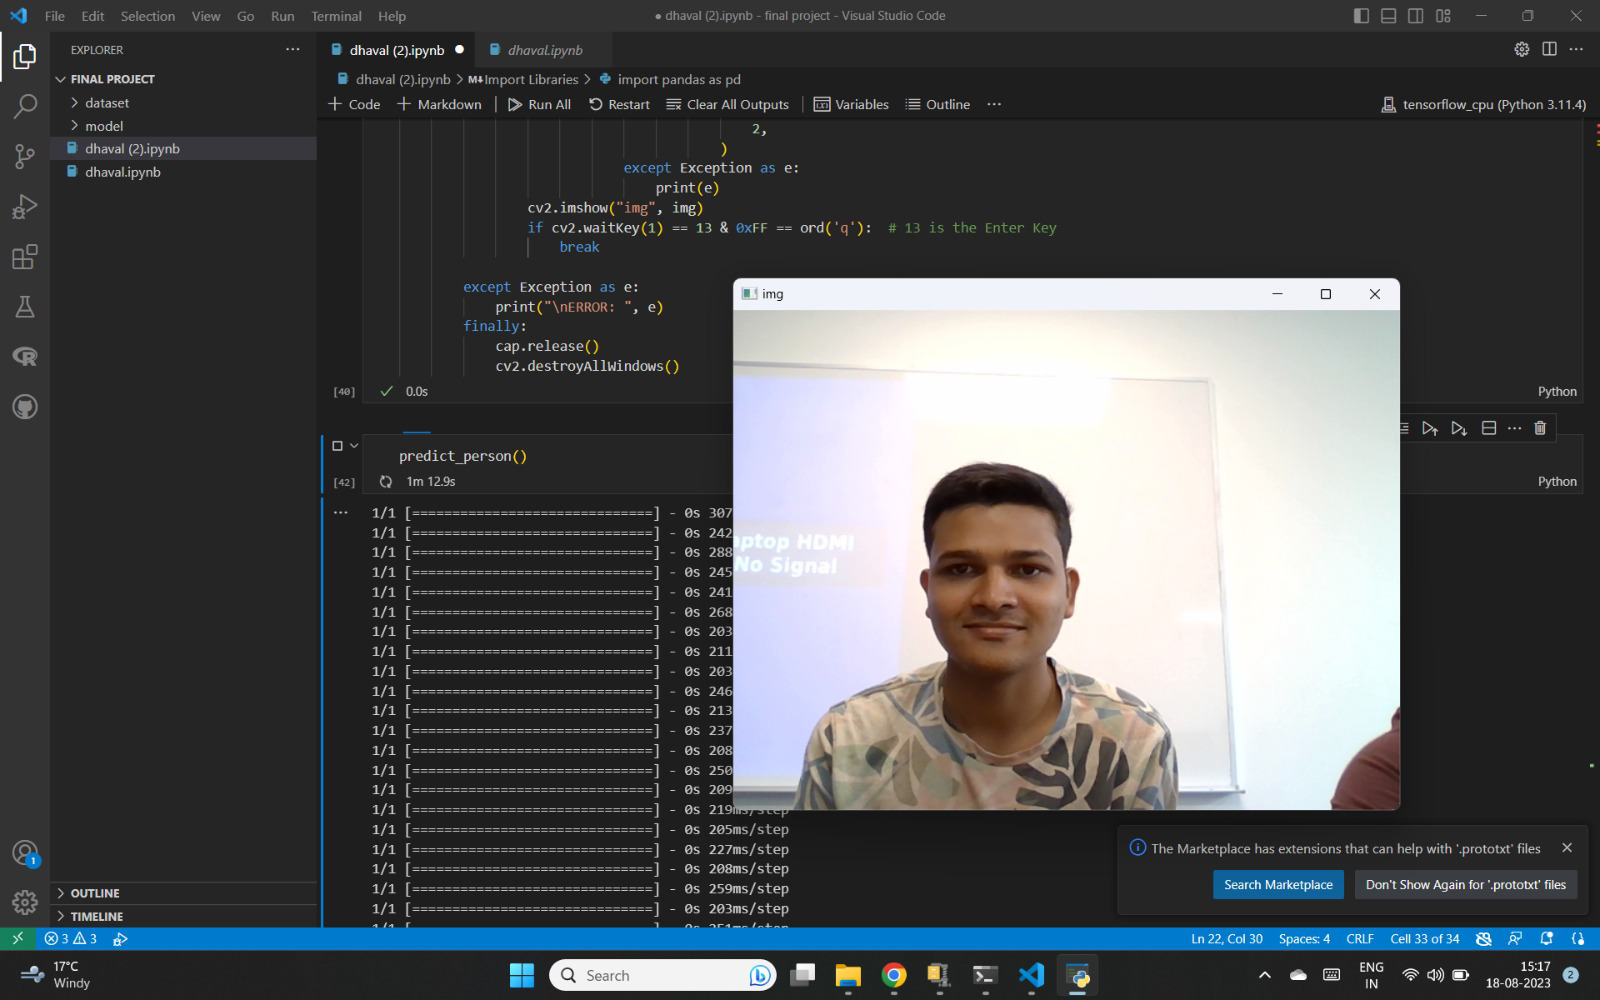 File Edit Selection View Go Run Terminal Help
● dhaval (2).ipynb - final project - Visual Studio Code
EXPLORER
FINAL PROJECT
dataset
model
dhaval (2).ipynb
dhaval.ipynb
OUTLINE
TIMELINE
dhaval (2).ipynb ● dhaval.ipynb
dhaval (2).ipynb > M↓Import Libraries > import pandas as pd
+ Code + Markdown | Run All Restart Clear All Outputs | Variables Outline ...
tensorflow_cpu (Python 3.11.4)
2,
)
except Exception as e:
print(e)
cv2.imshow("img", img)
if cv2.waitKey(1) == 13 & 0xFF == ord('q'): # 13 is the Enter Key
break
except Exception as e:
print("\nERROR: ", e)
finally:
cap.release()
cv2.destroyAllWindows()
[40] 0.0s Python
predict_person()
[42] 1m 12.9s Python
1/1 [==============================] - 0s 307
1/1 [==============================] - 0s 242
1/1 [==============================] - 0s 288
1/1 [==============================] - 0s 245
1/1 [==============================] - 0s 241
1/1 [==============================] - 0s 268
1/1 [==============================] - 0s 203
1/1 [==============================] - 0s 211
1/1 [==============================] - 0s 203
1/1 [==============================] - 0s 246
1/1 [==============================] - 0s 213
1/1 [==============================] - 0s 237
1/1 [==============================] - 0s 208
1/1 [==============================] - 0s 250
1/1 [==============================] - 0s 209
1/1 [==============================] - 0s 219ms/step
1/1 [==============================] - 0s 205ms/step
1/1 [==============================] - 0s 227ms/step
1/1 [==============================] - 0s 208ms/step
1/1 [==============================] - 0s 259ms/step
1/1 [==============================] - 0s 203ms/step
img
aptop HDMI
No Signal
The Marketplace has extensions that can help with '.prototxt' files
Search Marketplace Don't Show Again for '.prototxt' files
1
3 3
Ln 22, Col 30 Spaces: 4 CRLF Cell 33 of 34
17°C
Windy
Search
ENG
IN
15:17
18-08-2023
2